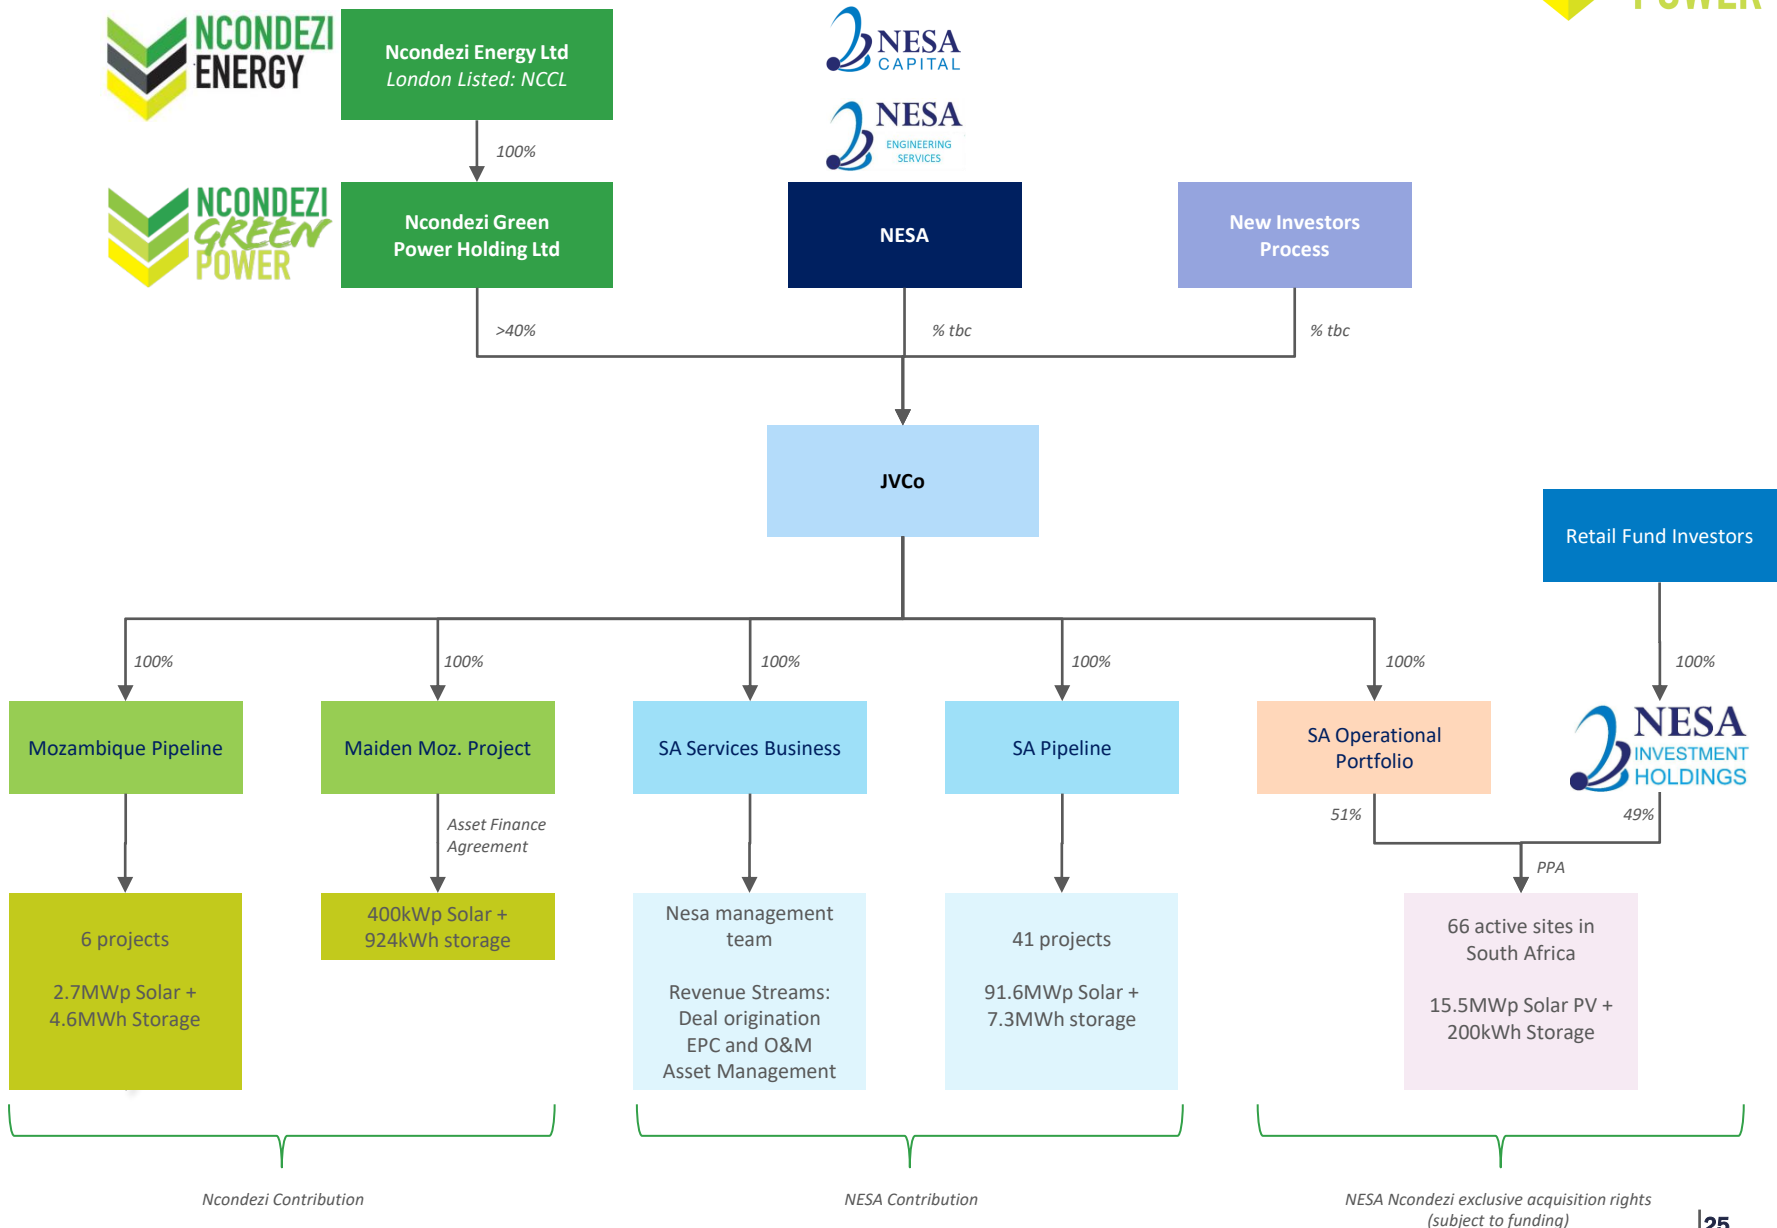 POWER
NCONDEZI
ENERGY
Ncondezi Energy Ltd
London Listed: NCCL
NESA
CAPITAL
NESA
ENGINEERING
SERVICES
100%
NCONDEZI
GREEN
POWER
Ncondezi Green
Power Holding Ltd
NESA
New Investors
Process
>40%
% tbc
% tbc
JVCo
Retail Fund Investors
100%
100%
100%
100%
100%
100%
Mozambique Pipeline
Maiden Moz. Project
SA Services Business
SA Pipeline
SA Operational
Portfolio
NESA
INVESTMENT
HOLDINGS
Asset Finance
Agreement
51%
49%
PPA
6 projects
2.7MWp Solar +
4.6MWh Storage
400kWp Solar +
924kWh storage
Nesa management
team
Revenue Streams:
Deal origination
EPC and O&M
Asset Management
41 projects
91.6MWp Solar +
7.3MWh storage
66 active sites in
South Africa
15.5MWp Solar PV +
200kWh Storage
Ncondezi Contribution
NESA Contribution
NESA Ncondezi exclusive acquisition rights
(subject to funding)
25